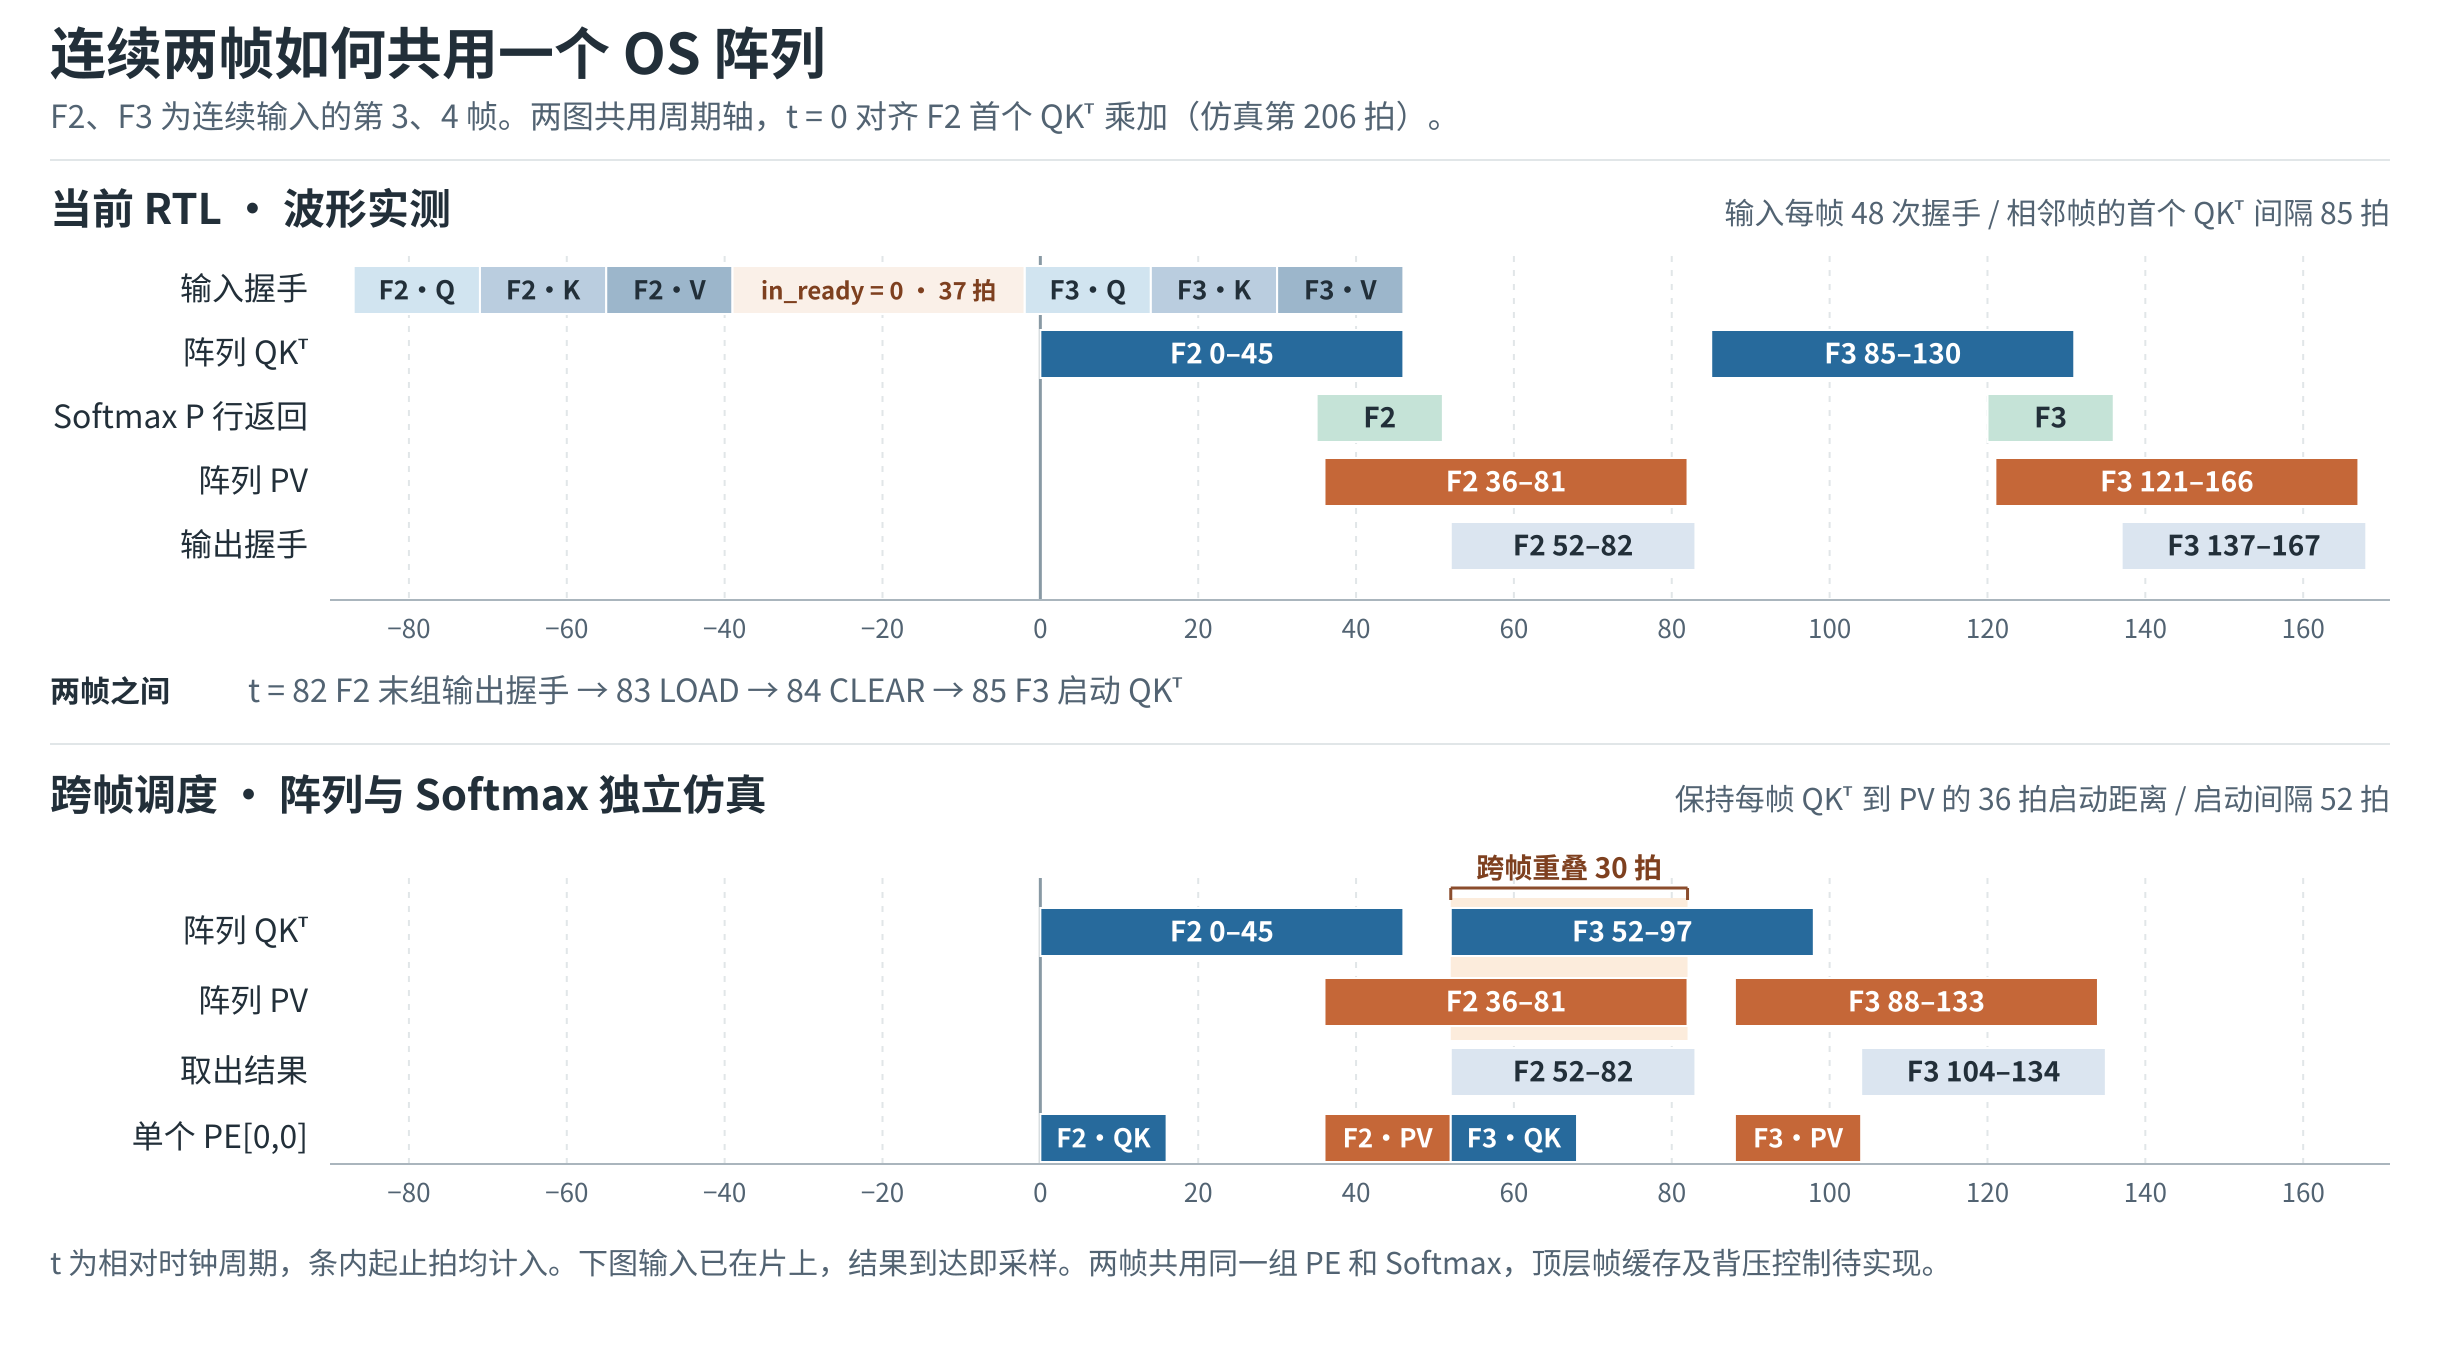 连续两帧如何共用一个 OS 阵列
F2、F3 为连续输入的第 3、4 帧。两图共用周期轴，t = 0 对齐 F2 首个 QKᵀ 乘加（仿真第 206 拍）。
当前 RTL · 波形实测
输入每帧 48 次握手 / 相邻帧的首个 QKᵀ 间隔 85 拍
输入握手 F2 · Q F2 · K F2 · V in_ready = 0 · 37 拍 F3 · Q F3 · K F3 · V
阵列 QKᵀ F2 0–45 F3 85–130
Softmax P 行返回 F2 F3
阵列 PV F2 36–81 F3 121–166
输出握手 F2 52–82 F3 137–167
−80 −60 −40 −20 0 20 40 60 80 100 120 140 160
两帧之间 t = 82 F2 末组输出握手 → 83 LOAD → 84 CLEAR → 85 F3 启动 QKᵀ
跨帧调度 · 阵列与 Softmax 独立仿真
保持每帧 QKᵀ 到 PV 的 36 拍启动距离 / 启动间隔 52 拍
跨帧重叠 30 拍
阵列 QKᵀ F2 0–45 F3 52–97
阵列 PV F2 36–81 F3 88–133
取出结果 F2 52–82 F3 104–134
单个 PE[0,0] F2 · QK F2 · PV F3 · QK F3 · PV
−80 −60 −40 −20 0 20 40 60 80 100 120 140 160
t 为相对时钟周期，条内起止拍均计入。下图输入已在片上，结果到达即采样。两帧共用同一组 PE 和 Softmax，顶层帧缓存及背压控制待实现。